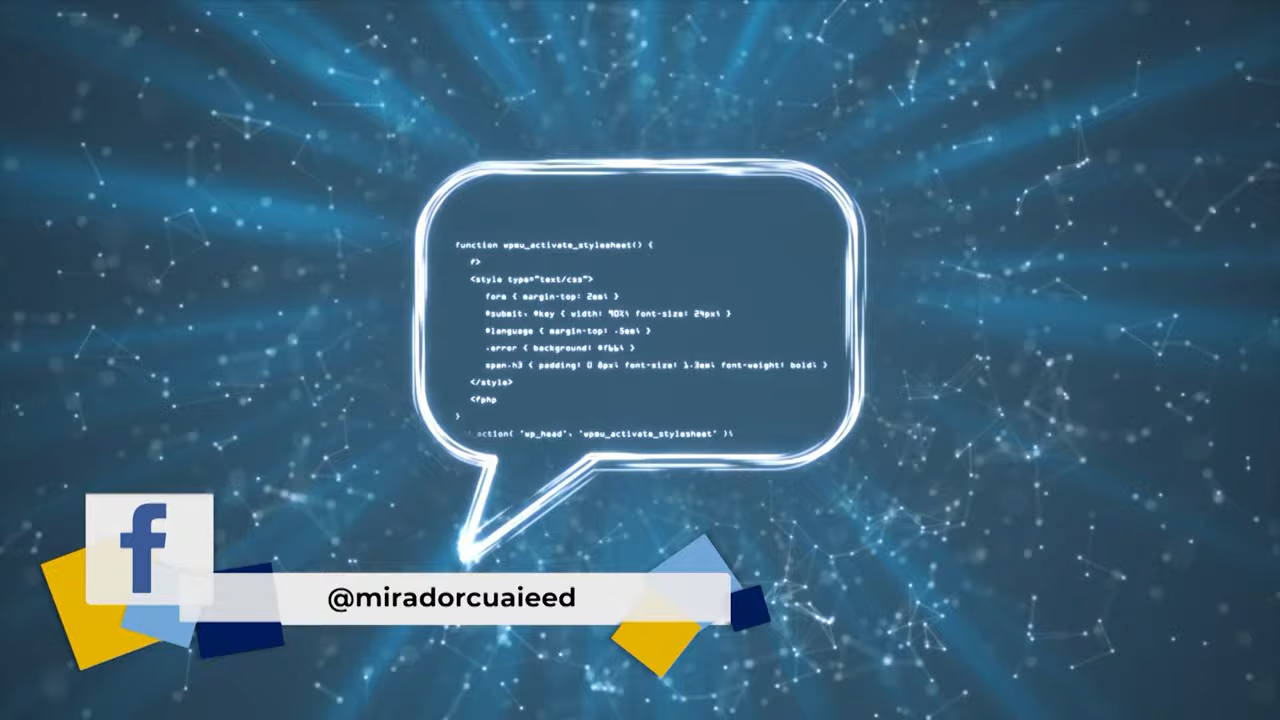 function wpmu_activate_stylesheet() {
?>
<style type="text/css">
form { margin-top: 2em; }
#submit, #key { width: 90%; font-size: 24px; }
#language { margin-top: .5em; }
.error { background: #f66; }
span.h3 { padding: 0 8px; font-size: 1.3em; font-weight: bold; }
</style>
<?php
}
action( 'wp_head', 'wpmu_activate_stylesheet' );
f
@miradorcuaieed